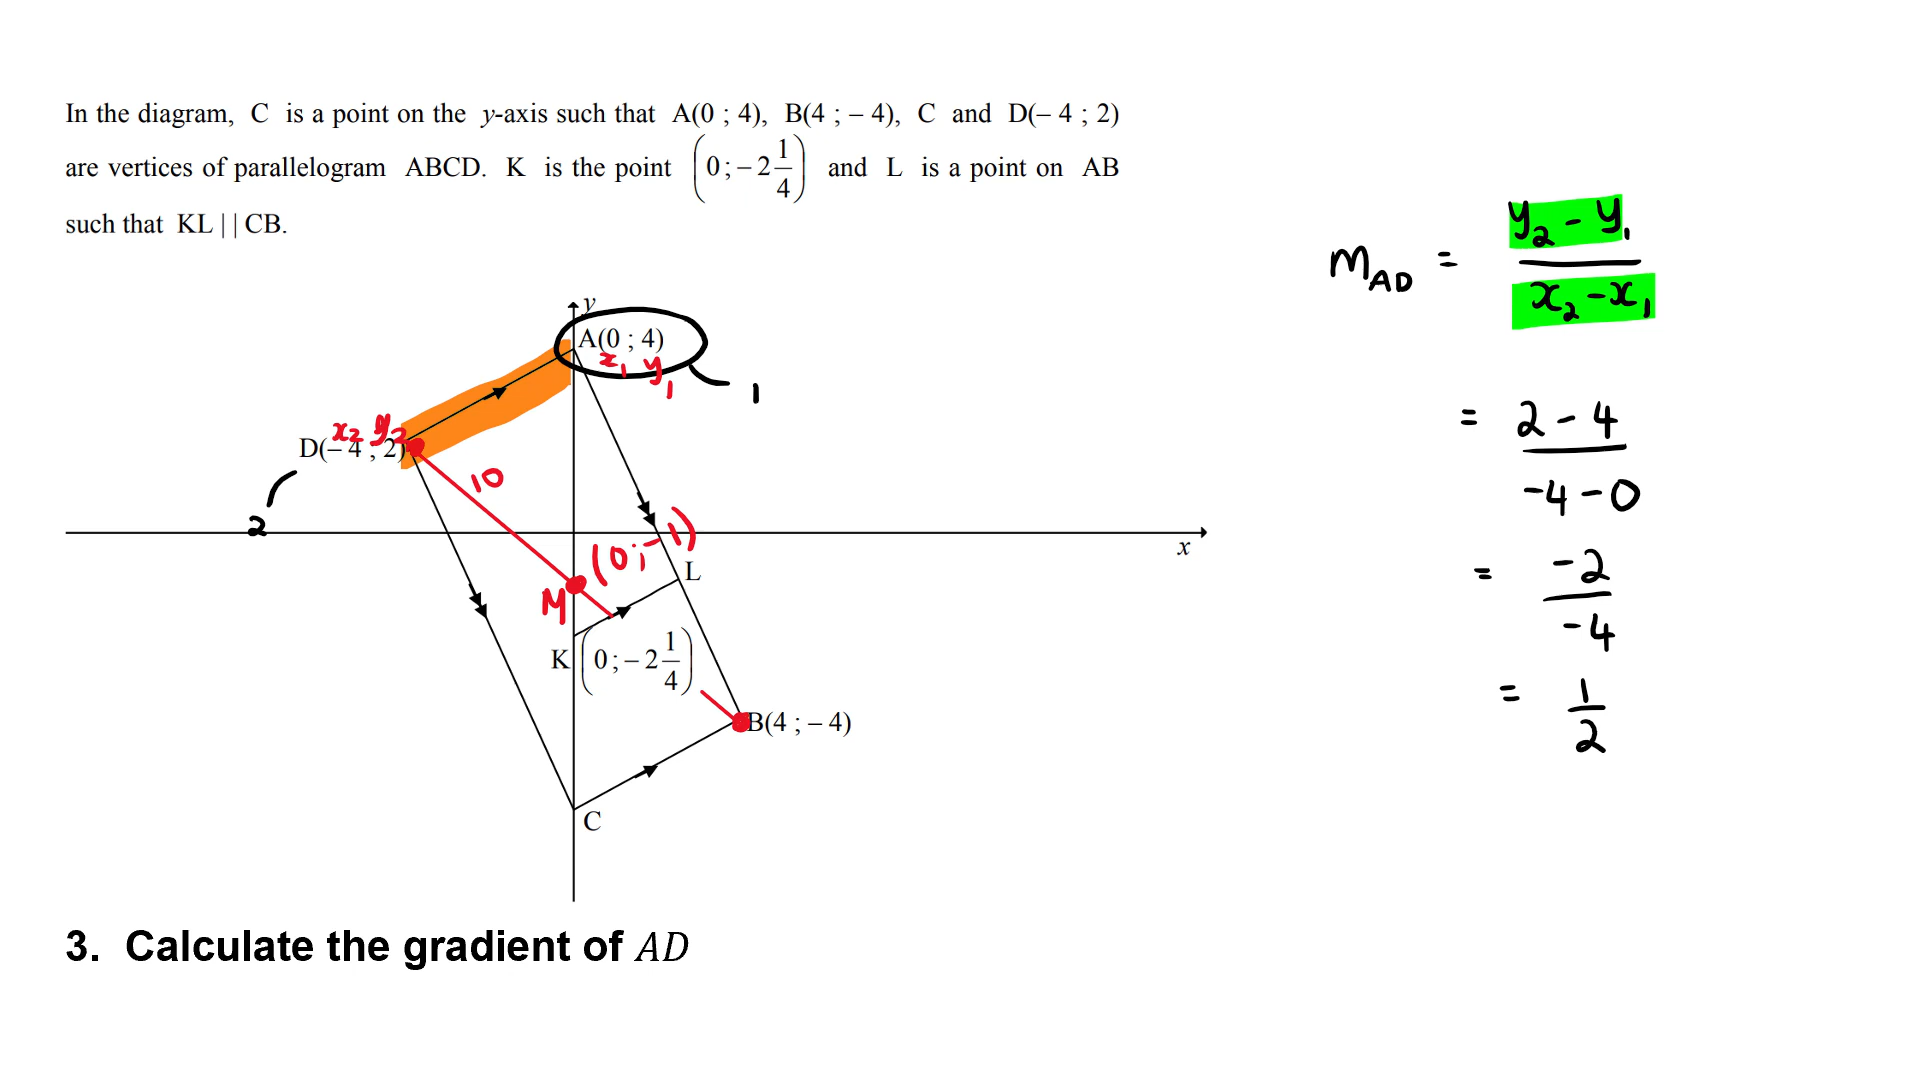 In the diagram, C is a point on the y-axis such that A(0 ; 4), B(4 ; – 4), C and D(– 4 ; 2)
are vertices of parallelogram ABCD. K is the point (0 ; – 2 1/4) and L is a point on AB
such that KL || CB.
y
A(0 ; 4)
x₁ y₁
1
x₂ y₂
D(– 4 ; 2)
10
2
(0 ; -1)
x
L
M
K(0 ; – 2 1/4)
B(4 ; – 4)
C
3. Calculate the gradient of AD
m_AD = (y₂ - y₁)/(x₂ - x₁)
= (2 - 4)/(-4 - 0)
= -2/-4
= 1/2